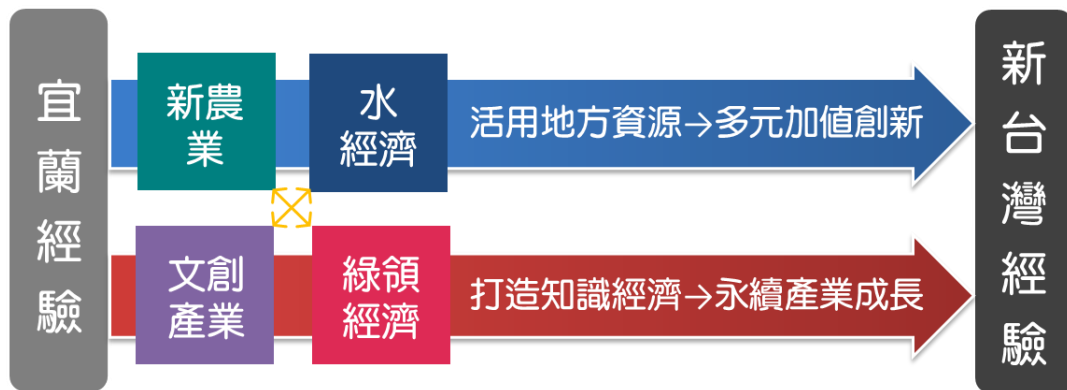 宜蘭經驗
新農
業
水
經濟
活用地方資源→多元加值創新
文創
產業
綠領
經濟
打造知識經濟→永續產業成長
新台灣經驗